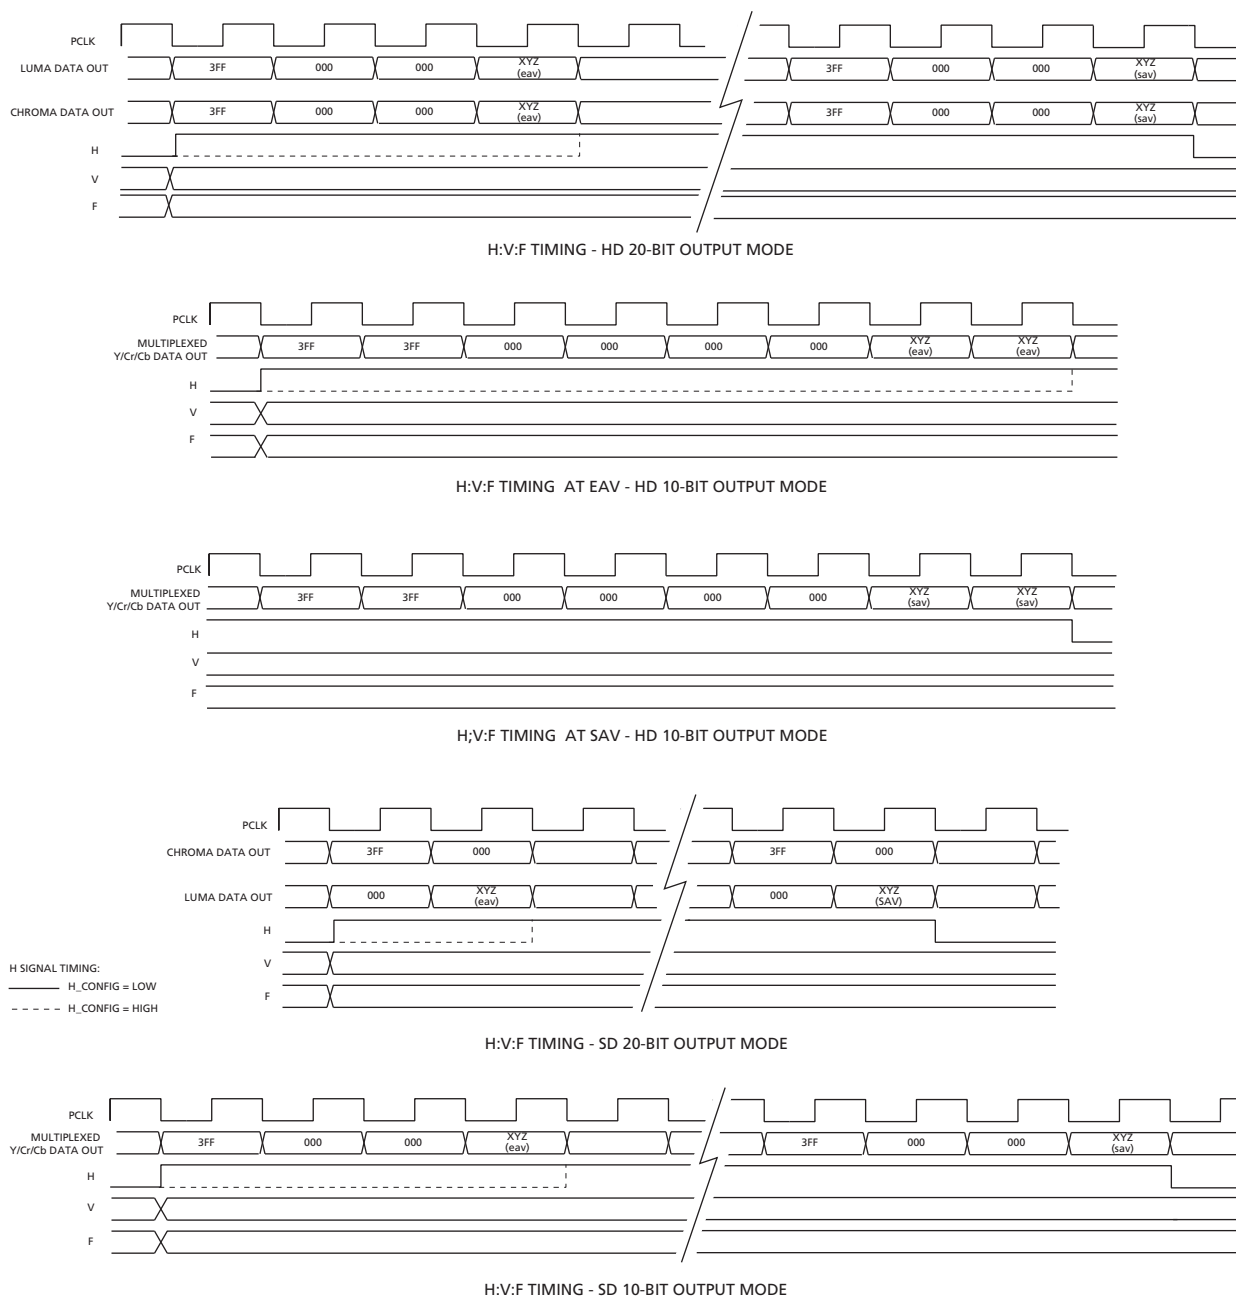 PCLK
LUMA DATA OUT 3FF 000 000 XYZ (eav) 3FF 000 000 XYZ (sav)
CHROMA DATA OUT 3FF 000 000 XYZ (eav) 3FF 000 000 XYZ (sav)
H
V
F
H:V:F TIMING - HD 20-BIT OUTPUT MODE
PCLK
MULTIPLEXED
Y/Cr/Cb DATA OUT 3FF 3FF 000 000 000 000 XYZ (eav) XYZ (eav)
H
V
F
H:V:F TIMING AT EAV - HD 10-BIT OUTPUT MODE
PCLK
MULTIPLEXED
Y/Cr/Cb DATA OUT 3FF 3FF 000 000 000 000 XYZ (sav) XYZ (sav)
H
V
F
H;V:F TIMING AT SAV - HD 10-BIT OUTPUT MODE
PCLK
CHROMA DATA OUT 3FF 000 3FF 000
LUMA DATA OUT 000 XYZ (eav) 000 XYZ (SAV)
H
V
F
H SIGNAL TIMING:
H_CONFIG = LOW
H_CONFIG = HIGH
H:V:F TIMING - SD 20-BIT OUTPUT MODE
PCLK
MULTIPLEXED
Y/Cr/Cb DATA OUT 3FF 000 000 XYZ (eav) 3FF 000 000 XYZ (sav)
H
V
F
H:V:F TIMING - SD 10-BIT OUTPUT MODE